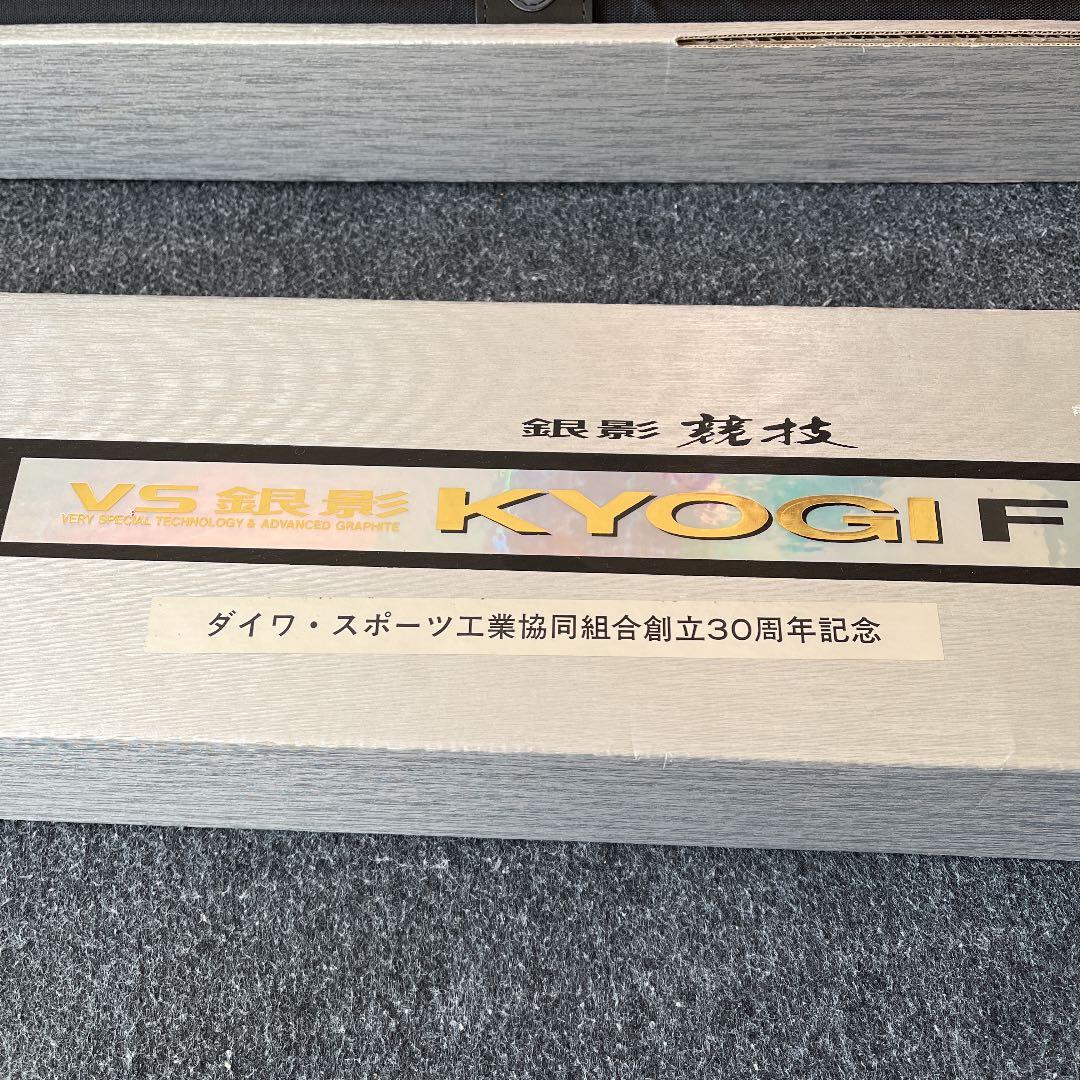 銀影 競技
VS 銀影 KYOGI F
VERY SPECIAL TECHNOLOGY & ADVANCED GRAPHITE
ダイワ・スポーツ工業協同組合創立30周年記念